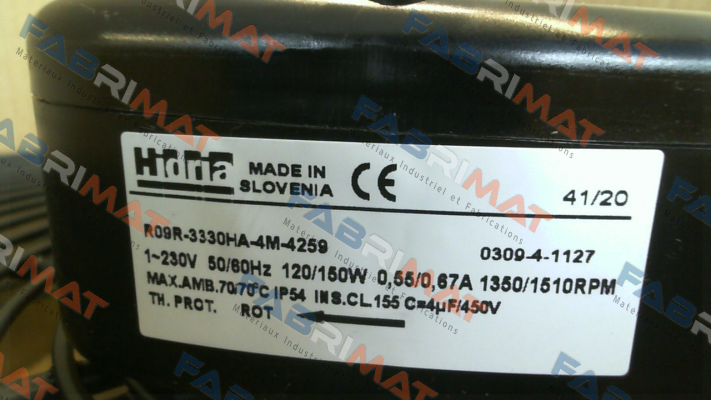 Hidria MADE IN SLOVENIA CE 41/20
R09R-3330HA-4M-4259 0309-4-1127
1~230V 50/60Hz 120/150W 0,55/0,67A 1350/1510RPM
MAX.AMB.70/70°C IP54 INS.CL.155 C=4µF/450V
TH. PROT. ROT
FABRIMAT
Materiaux Industriel et Fabrications